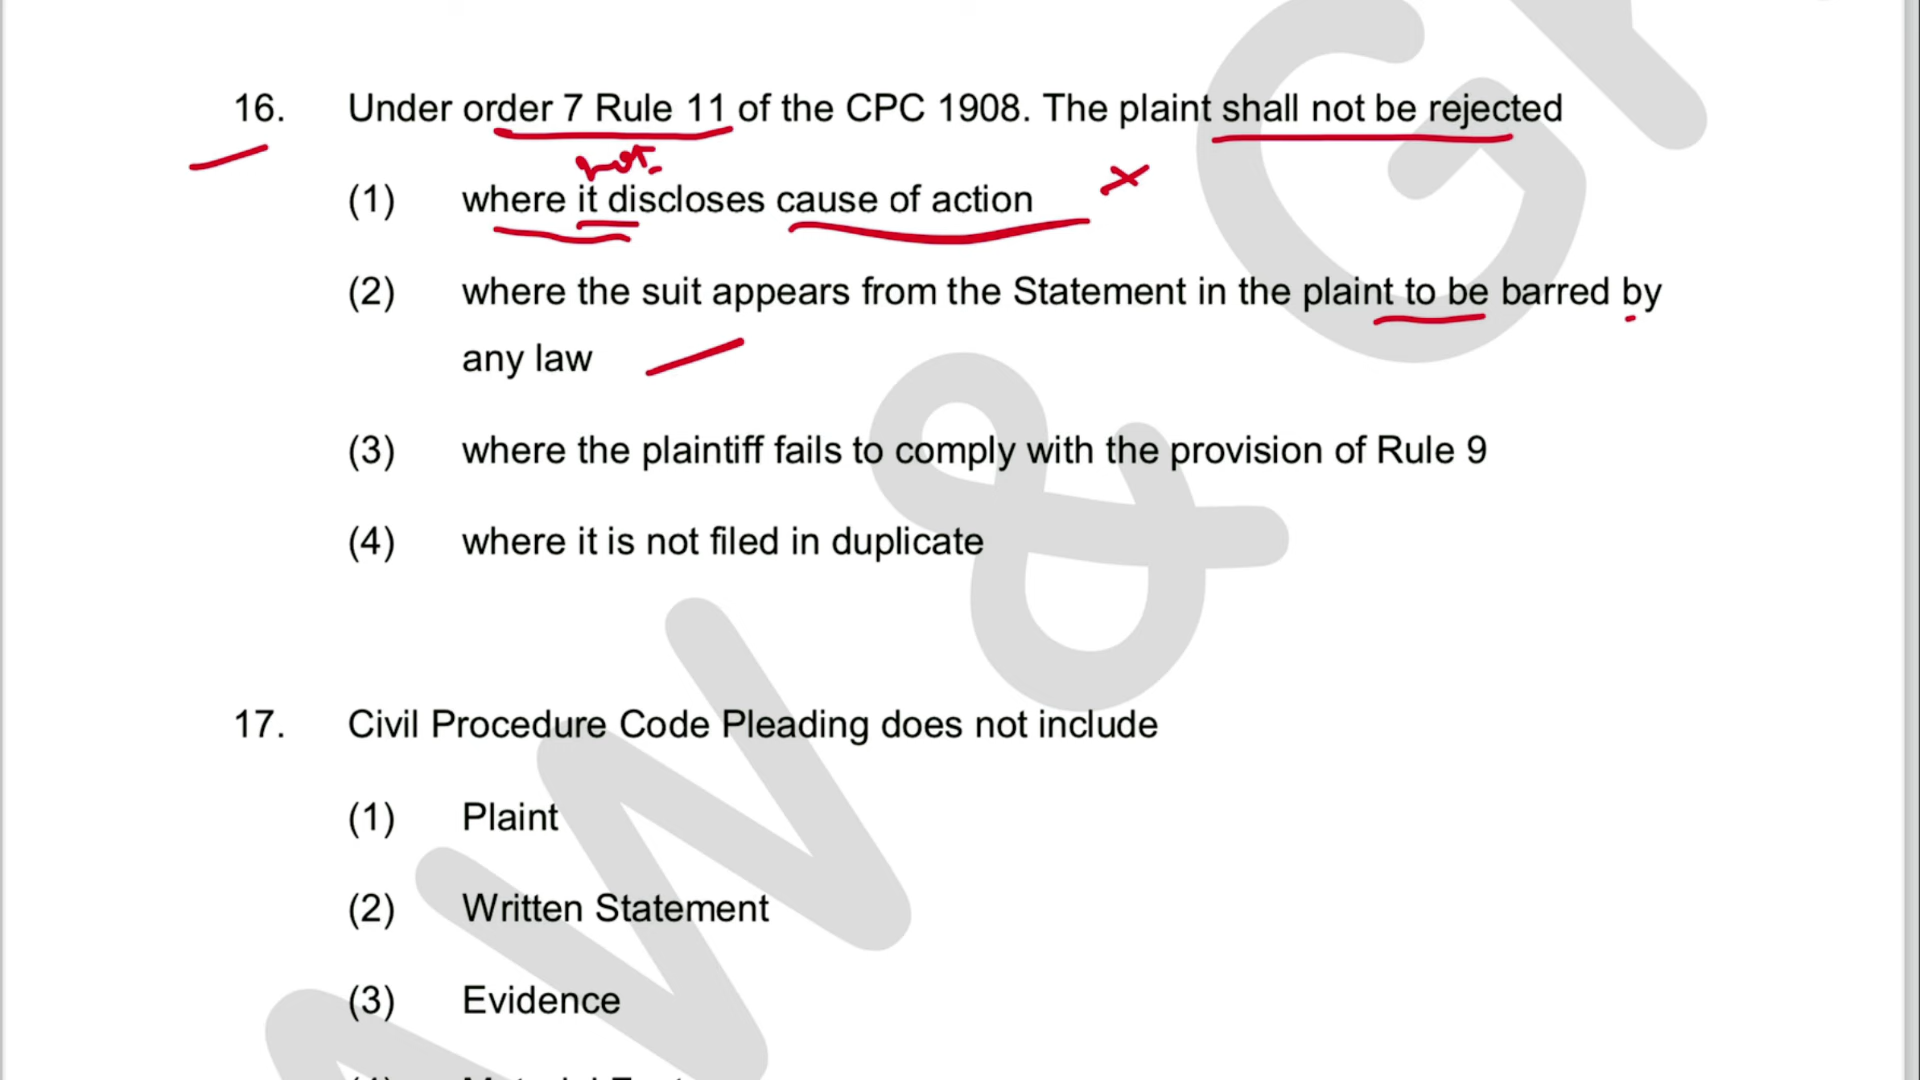 16. Under order 7 Rule 11 of the CPC 1908. The plaint shall not be rejected
not
(1) where it discloses cause of action
(2) where the suit appears from the Statement in the plaint to be barred by
any law
(3) where the plaintiff fails to comply with the provision of Rule 9
(4) where it is not filed in duplicate
17. Civil Procedure Code Pleading does not include
(1) Plaint
(2) Written Statement
(3) Evidence